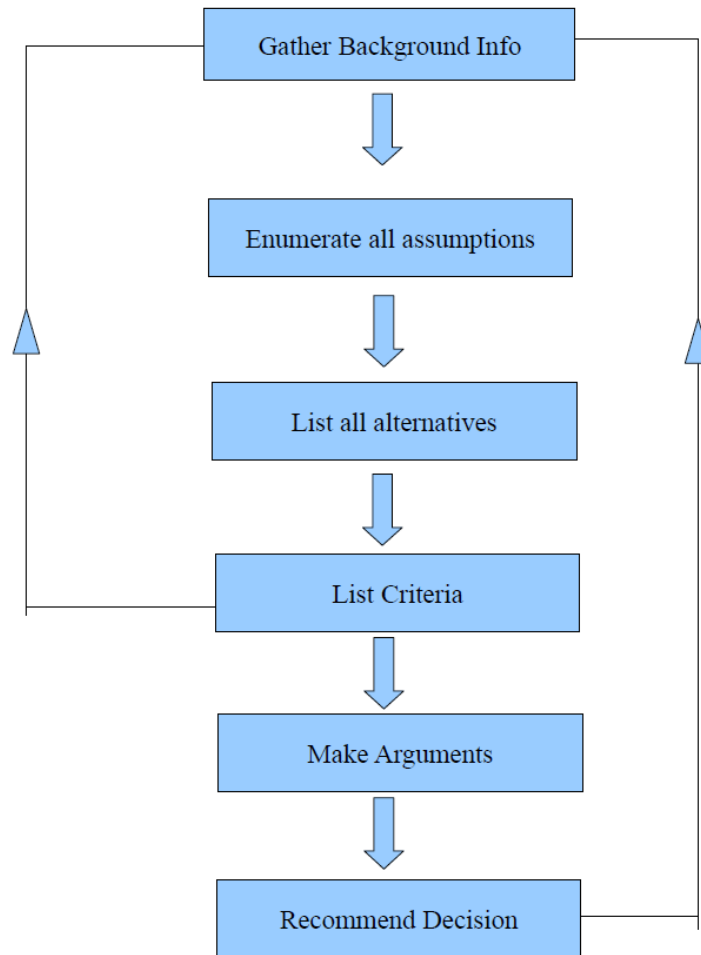 Gather Background Info
Enumerate all assumptions
List all alternatives
List Criteria
Make Arguments
Recommend Decision